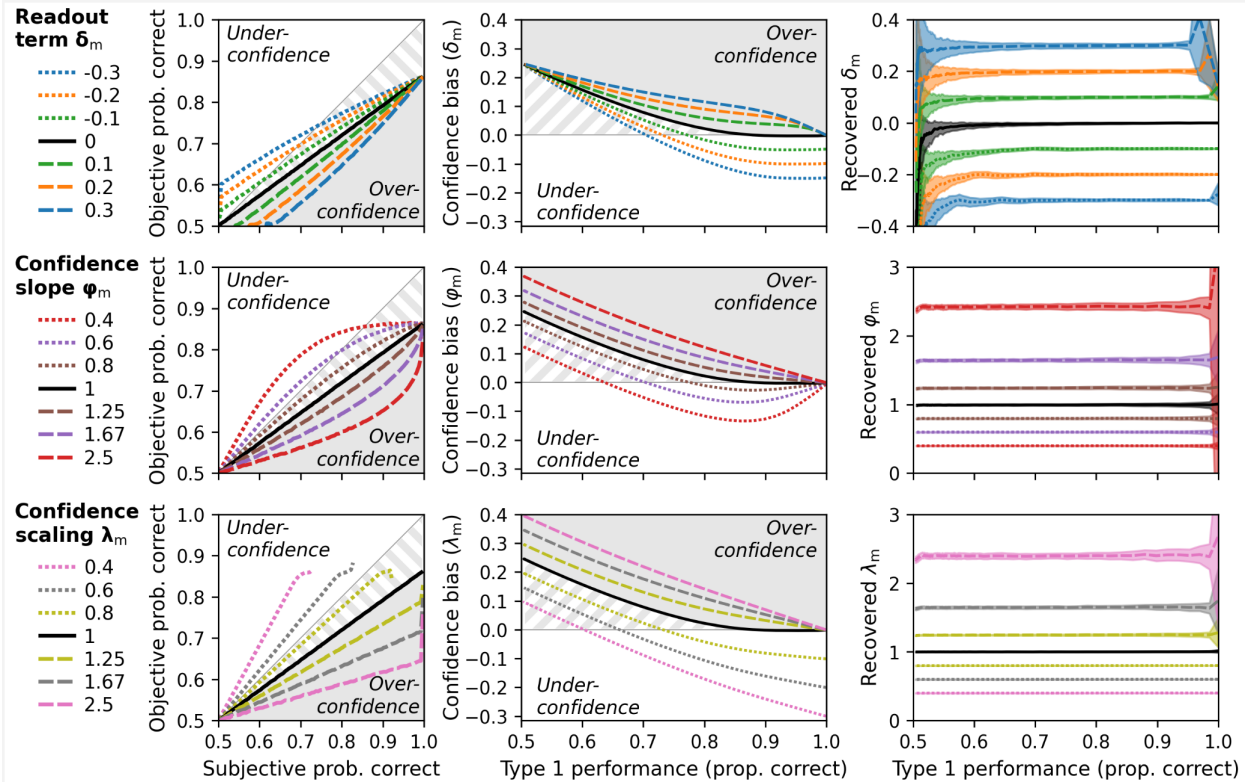 Readout
term δm
-0.3
-0.2
-0.1
0
0.1
0.2
0.3
Objective prob. correct
1.0
0.9
0.8
0.7
0.6
0.5
Under-
confidence
Over-
confidence
Confidence bias (δm)
0.4
0.3
0.2
0.1
0.0
−0.1
−0.2
−0.3
Over-
confidence
Under-
confidence
Recovered δm
0.4
0.2
0.0
−0.2
−0.4
Confidence
slope φm
0.4
0.6
0.8
1
1.25
1.67
2.5
Objective prob. correct
1.0
0.9
0.8
0.7
0.6
0.5
Under-
confidence
Over-
confidence
Confidence bias (φm)
0.4
0.3
0.2
0.1
0.0
−0.1
−0.2
−0.3
Over-
confidence
Under-
confidence
Recovered φm
3
2
1
0
Confidence
scaling λm
0.4
0.6
0.8
1
1.25
1.67
2.5
Objective prob. correct
1.0
0.9
0.8
0.7
0.6
0.5
Under-
confidence
Over-
confidence
0.5 0.6 0.7 0.8 0.9 1.0
Subjective prob. correct
Confidence bias (λm)
0.4
0.3
0.2
0.1
0.0
−0.1
−0.2
−0.3
Over-
confidence
Under-
confidence
0.5 0.6 0.7 0.8 0.9 1.0
Type 1 performance (prop. correct)
Recovered λm
3
2
1
0
0.5 0.6 0.7 0.8 0.9 1.0
Type 1 performance (prop. correct)